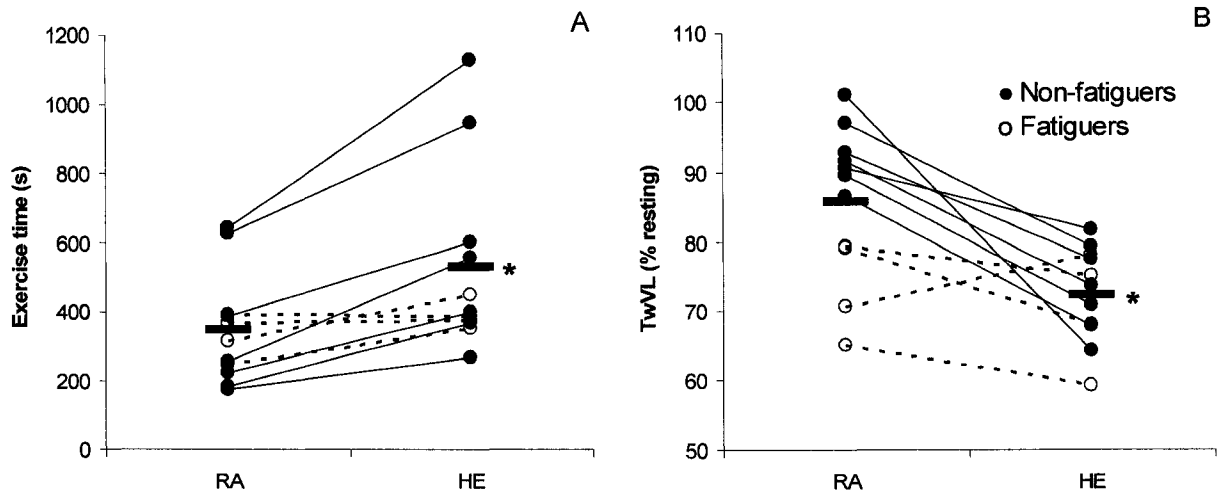 A
Exercise time (s)
1200
1000
800
600
400
200
0
*
RA
HE
B
TwVL (% resting)
110
100
90
80
70
60
50
Non-fatiguers
Fatiguers
*
RA
HE